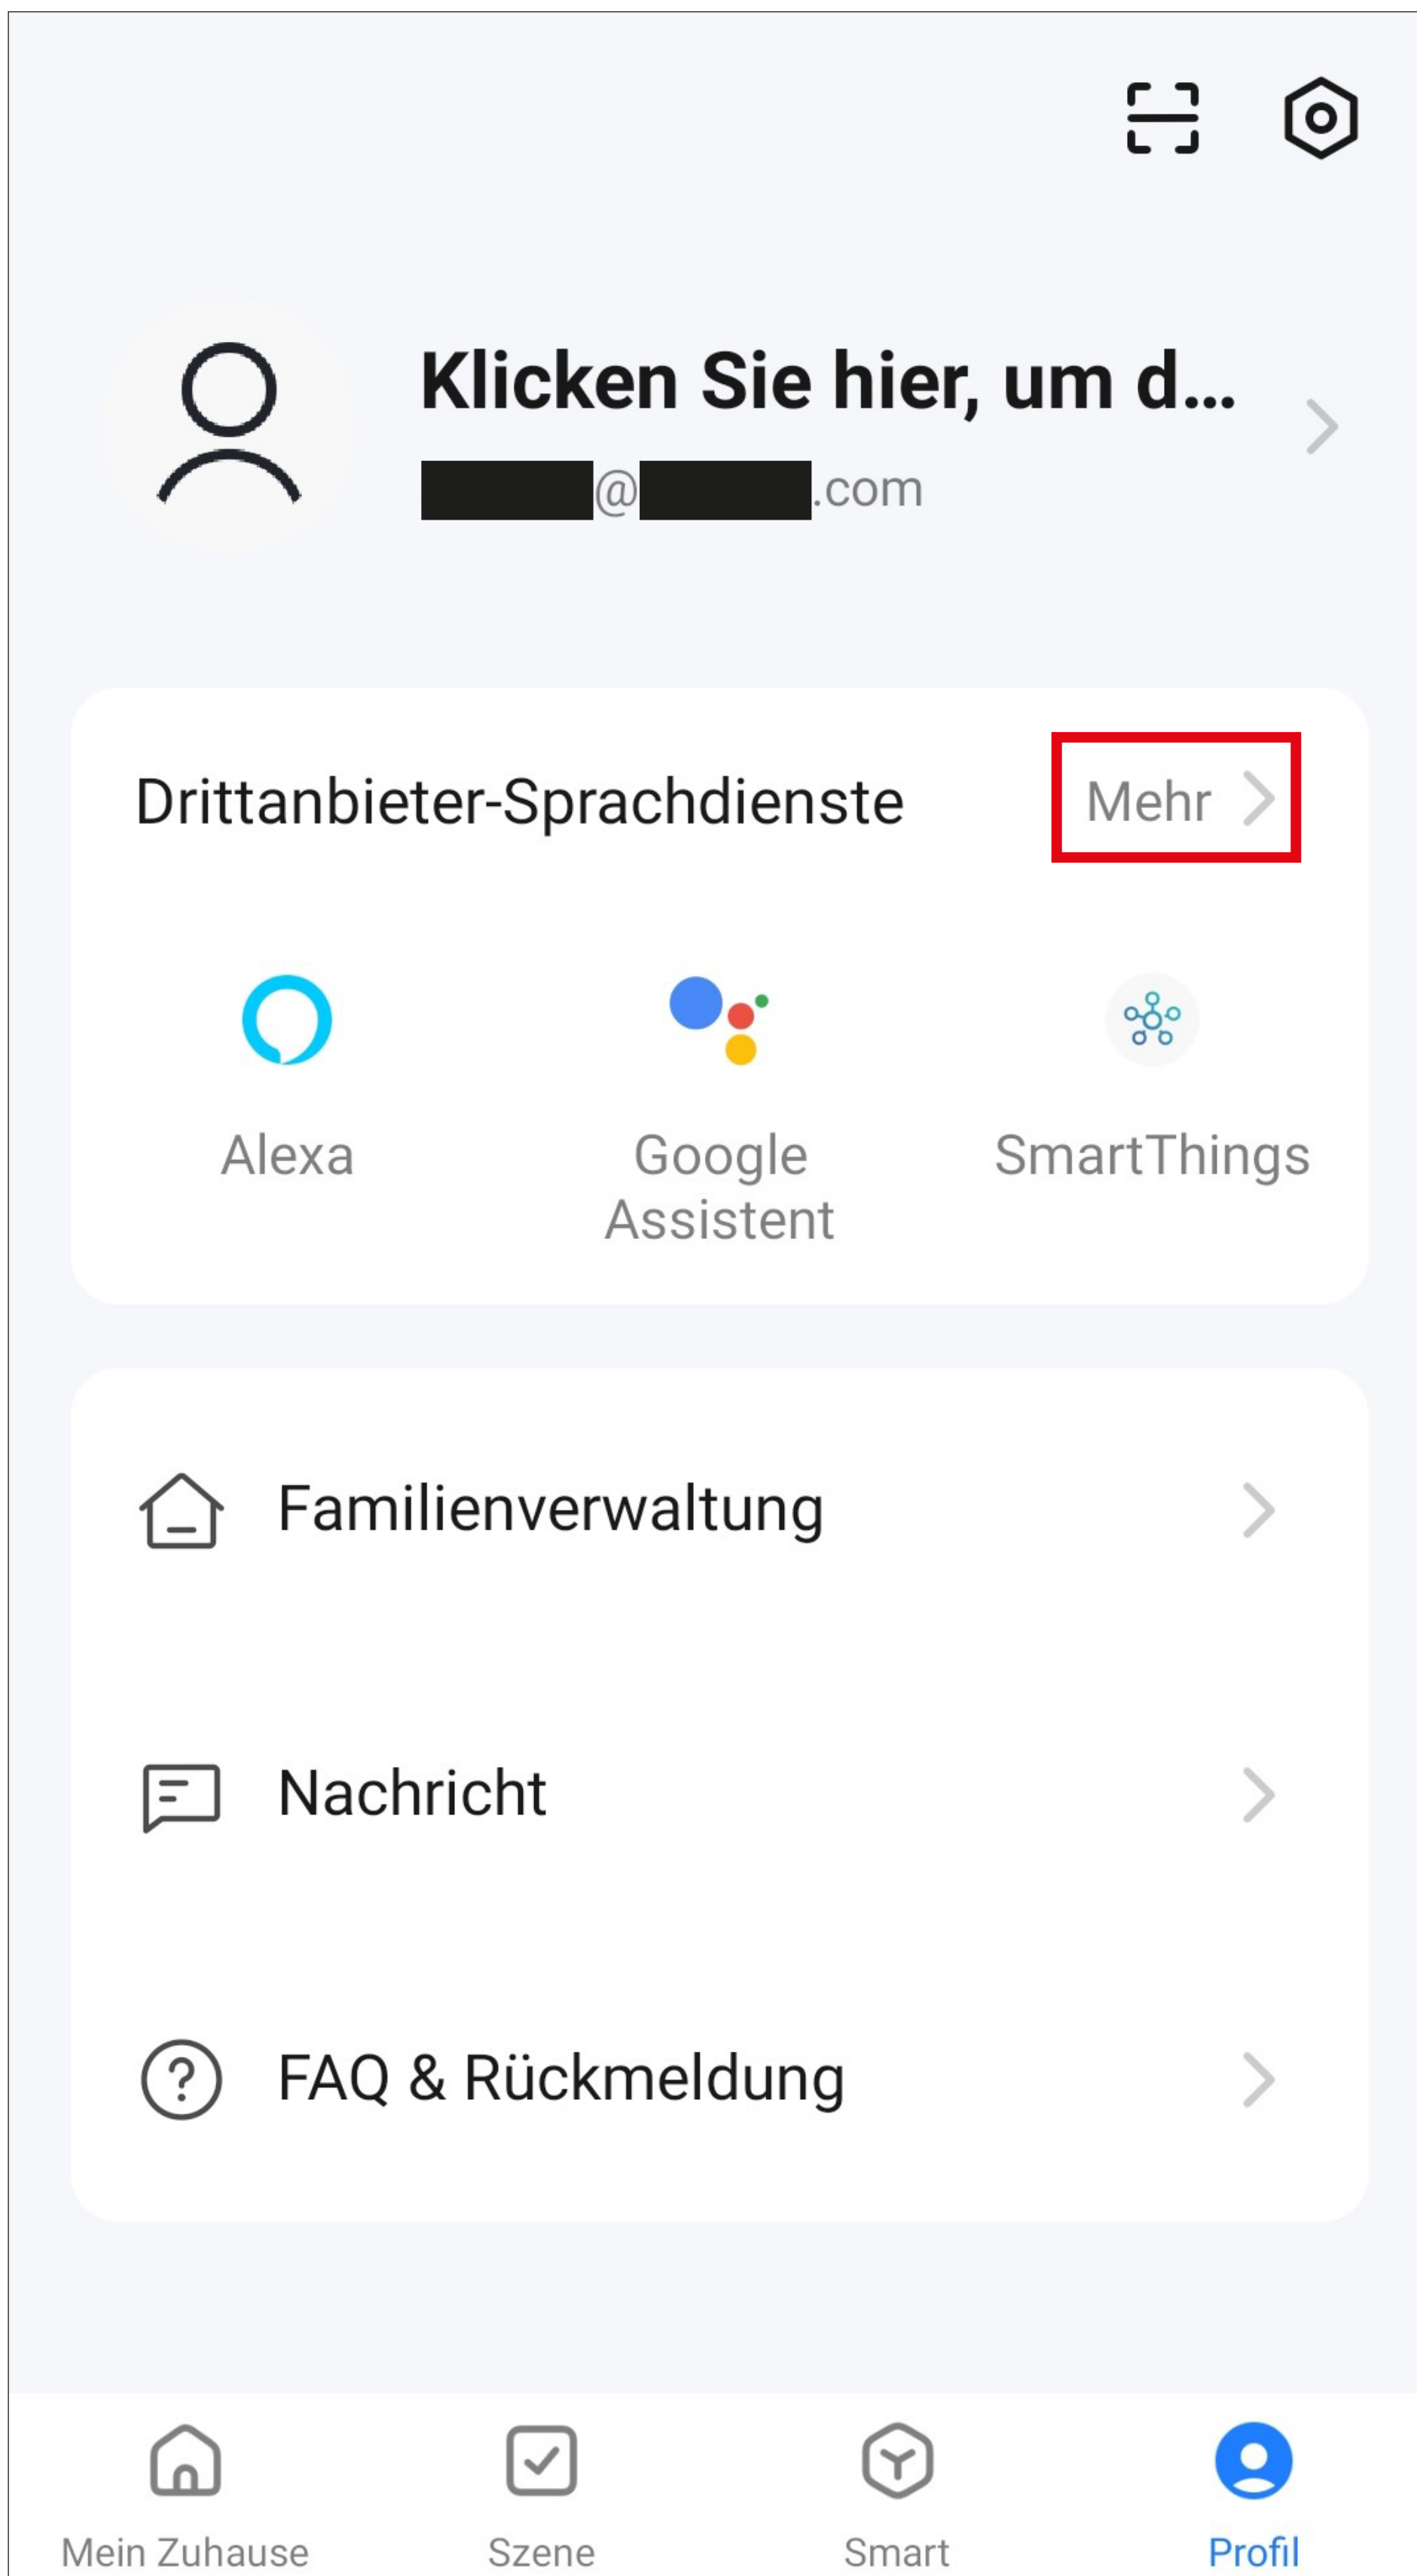 Klicken Sie hier, um d...
@ .com
Drittanbieter-Sprachdienste Mehr
Alexa
Google
Assistent
SmartThings
Familienverwaltung
Nachricht
FAQ & Rückmeldung
Mein Zuhause Szene Smart Profil